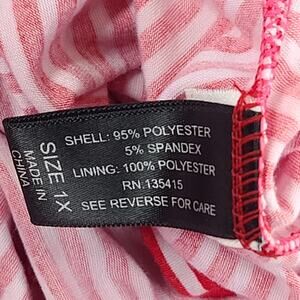 SIZE 1X
MADE IN
CHINA
SHELL: 95% POLYESTER
5% SPANDEX
LINING: 100% POLYESTER
RN:135415
SEE REVERSE FOR CARE